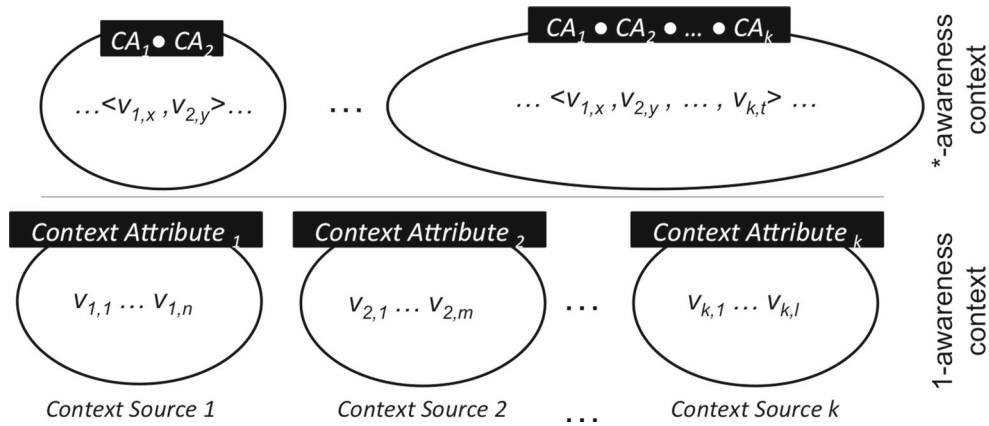 CA1 • CA2
CA1 • CA2 • ... • CAk
...<v1,x ,v2,y>...
...
... <v1,x ,v2,y , ... , vk,t> ...
*-awareness
context
Context Attribute 1
Context Attribute 2
Context Attribute k
v1,1 ... v1,n
v2,1 ... v2,m
...
vk,1 ... vk,l
1-awareness
context
Context Source 1
Context Source 2
...
Context Source k